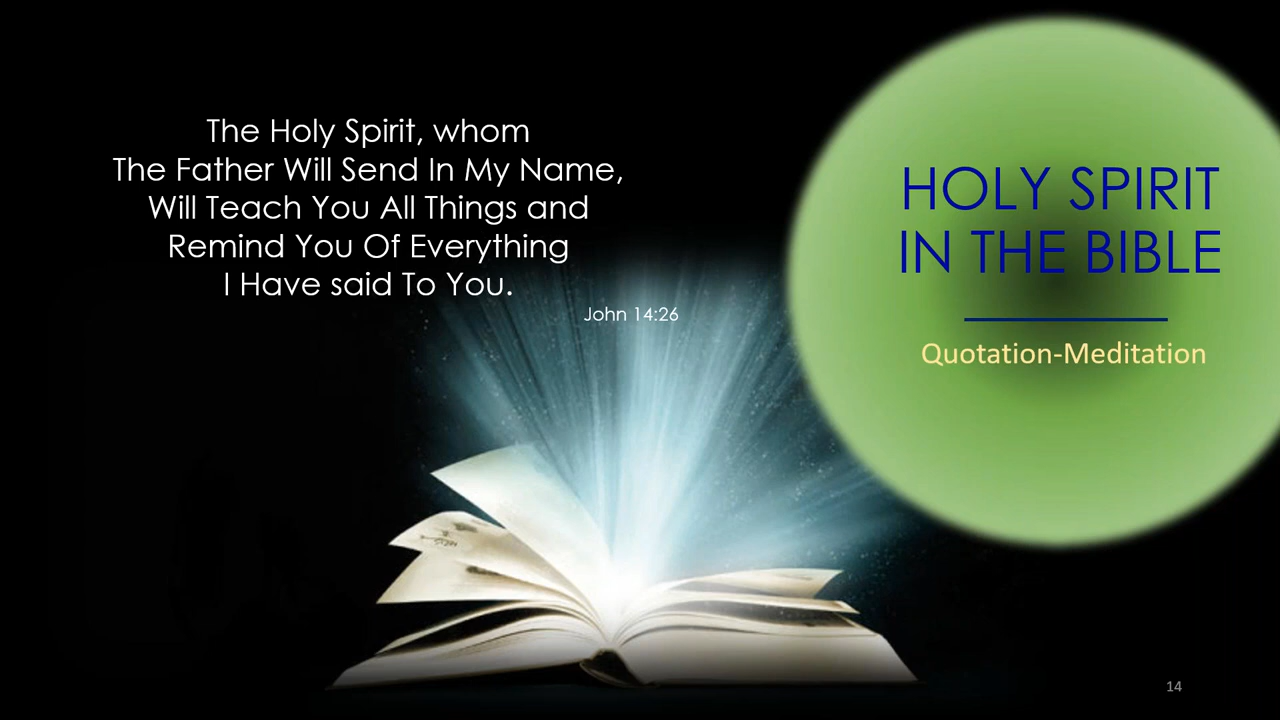 The Holy Spirit, whom
The Father Will Send In My Name,
Will Teach You All Things and
Remind You Of Everything
I Have said To You.
John 14:26
HOLY SPIRIT
IN THE BIBLE
Quotation-Meditation
14